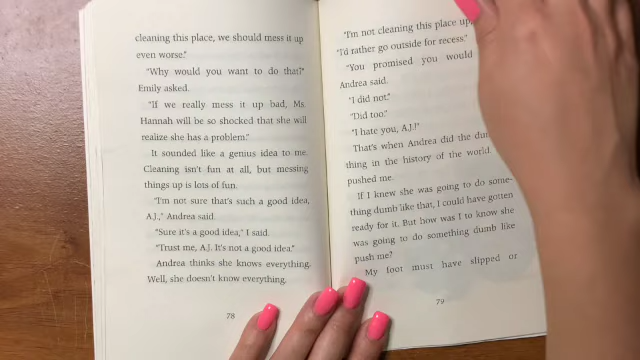 cleaning this place, we should mess it up
even worse."
"Why would you want to do that?"
Emily asked.
"If we really mess it up bad, Ms.
Hannah will be so shocked that she will
realize she has a problem."
It sounded like a genius idea to me.
Cleaning isn't fun at all, but messing
things up is lots of fun.
"I'm not sure that's such a good idea,
A.J.," Andrea said.
"Sure it's a good idea," I said.
"Trust me, A.J. It's not a good idea."
Andrea thinks she knows everything.
Well, she doesn't know everything.
78
"I'm not cleaning this place up,
"I'd rather go outside for recess."
"You promised you would
Andrea said.
"I did not."
"Did too."
"I hate you, A.J.!"
That's when Andrea did the
thing in the history of the world.
pushed me.
If I knew she was going to do some-
thing dumb like that, I could have gotten
ready for it. But how was I to know she
was going to do something dumb like
push me?
My foot must have slipped or
79